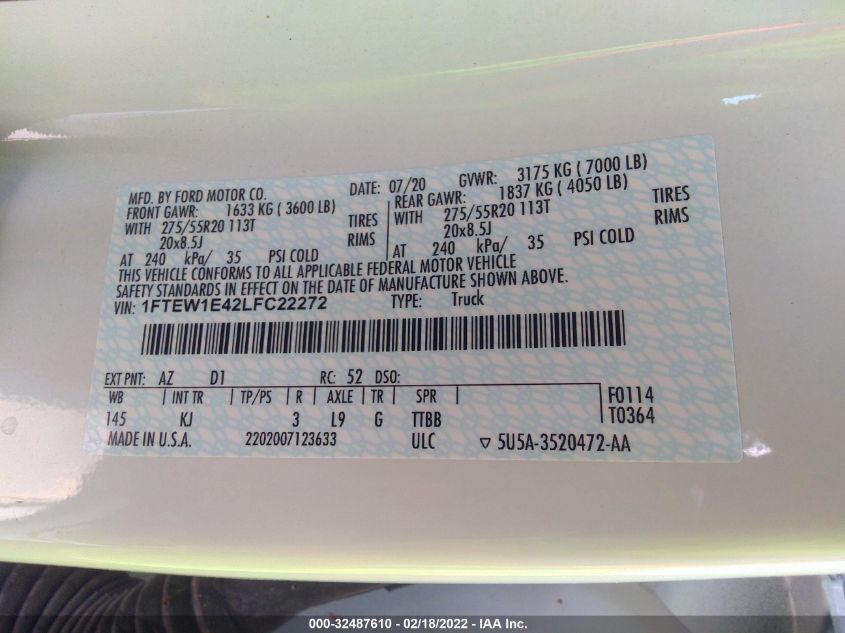 MFD. BY FORD MOTOR CO. DATE: 07/20 GVWR: 3175 KG ( 7000 LB)
FRONT GAWR: 1633 KG ( 3600 LB) REAR GAWR: 1837 KG ( 4050 LB)
WITH 275/55R20 113T TIRES WITH 275/55R20 113T TIRES
20x8.5J RIMS 20x8.5J RIMS
AT 240 kPa/ 35 PSI COLD AT 240 kPa/ 35 PSI COLD
THIS VEHICLE CONFORMS TO ALL APPLICABLE FEDERAL MOTOR VEHICLE
SAFETY STANDARDS IN EFFECT ON THE DATE OF MANUFACTURE SHOWN ABOVE.
VIN: 1FTEW1E42LFC22272 TYPE: Truck
EXT PNT: AZ D1 RC: 52 DSO:
WB INT TR TP/PS R AXLE TR SPR F0114
145 KJ 3 L9 G TTBB T0364
MADE IN U.S.A. 2202007123633 ULC ▽ 5U5A-3520472-AA
000-32487610 - 02/18/2022 - IAA Inc.